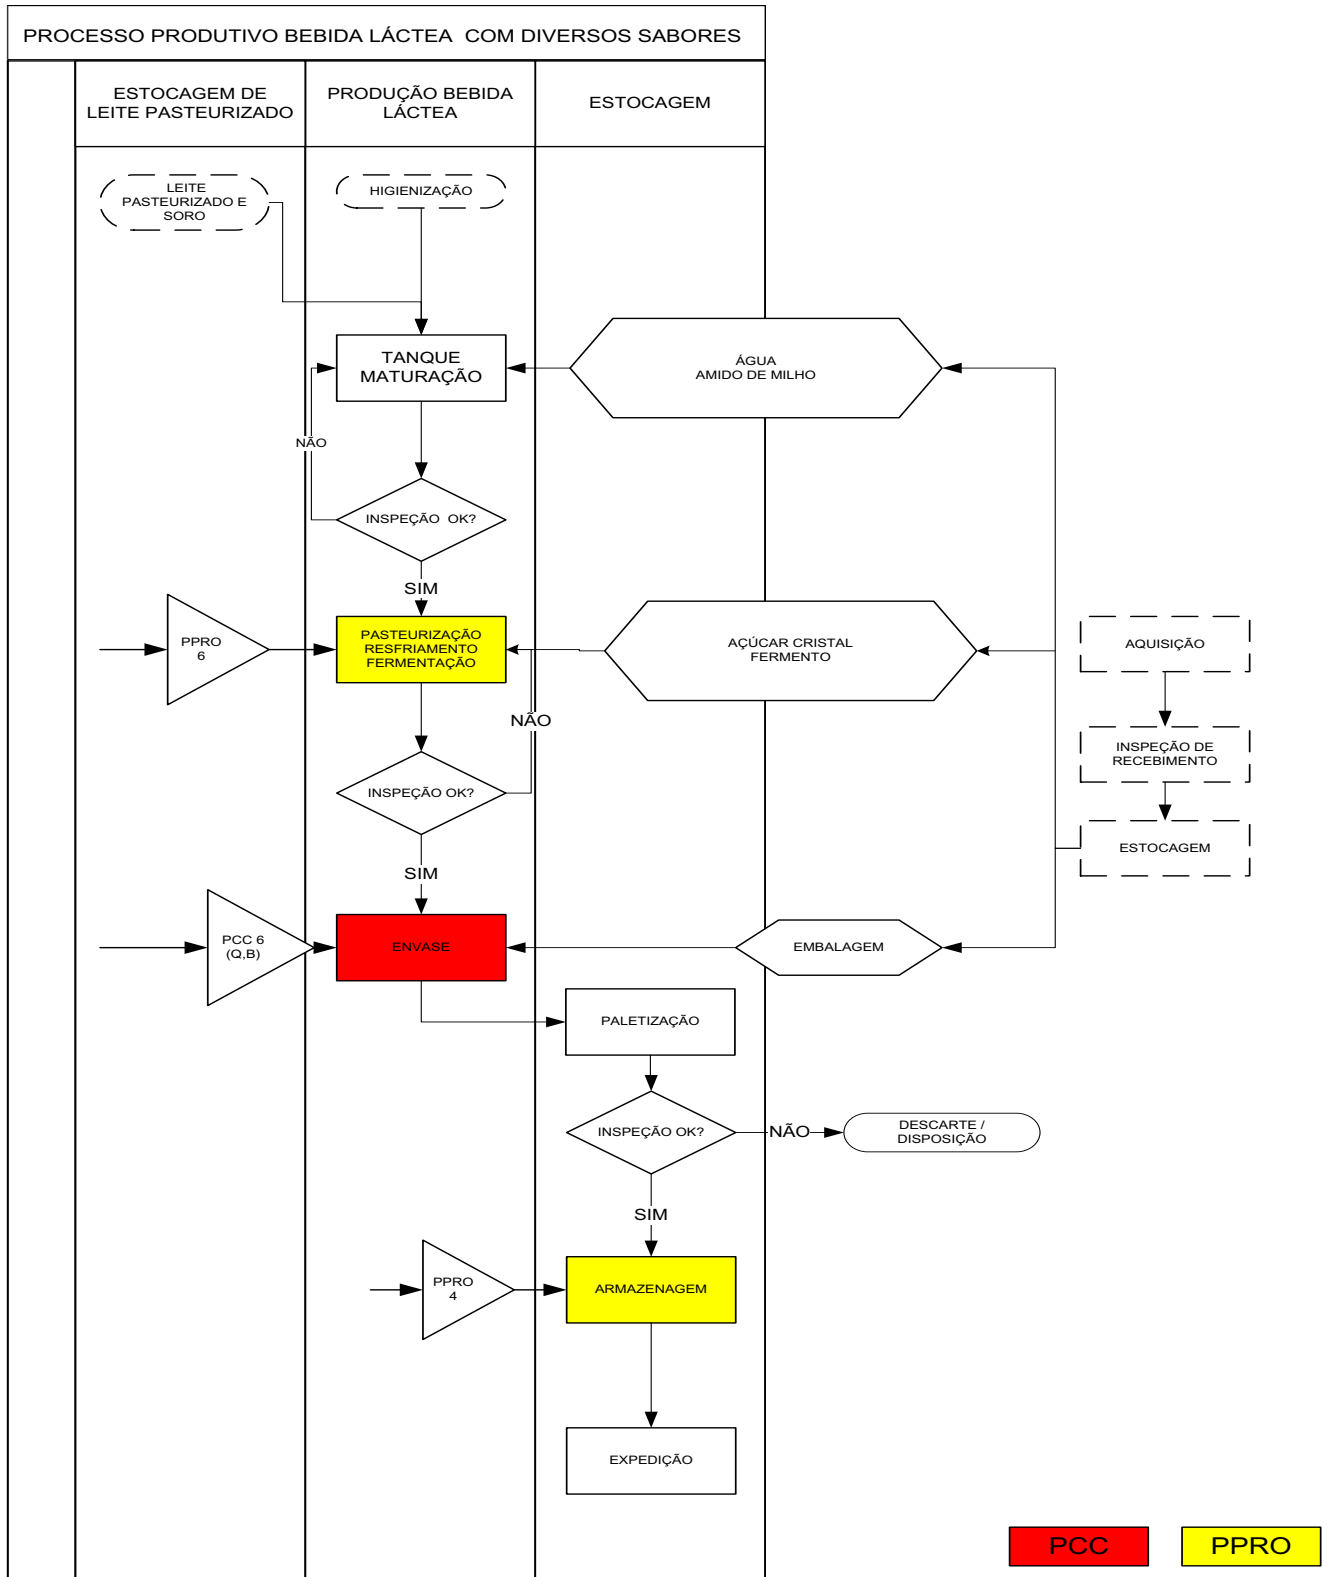 PROCESSO PRODUTIVO BEBIDA LÁCTEA COM DIVERSOS SABORES
ESTOCAGEM DE
LEITE PASTEURIZADO
PRODUÇÃO BEBIDA
LÁCTEA
ESTOCAGEM
LEITE
PASTEURIZADO E
SORO
HIGIENIZAÇÃO
TANQUE
MATURAÇÃO
ÁGUA
AMIDO DE MILHO
NÃO
INSPEÇÃO OK?
SIM
PPRO
6
PASTEURIZAÇÃO
RESFRIAMENTO
FERMENTAÇÃO
AÇÚCAR CRISTAL
FERMENTO
AQUISIÇÃO
NÃO
INSPEÇÃO DE
RECEBIMENTO
INSPEÇÃO OK?
ESTOCAGEM
SIM
PCC 6
(Q,B)
ENVASE
EMBALAGEM
PALETIZAÇÃO
INSPEÇÃO OK?
NÃO
DESCARTE /
DISPOSIÇÃO
SIM
PPRO
4
ARMAZENAGEM
EXPEDIÇÃO
PCC
PPRO